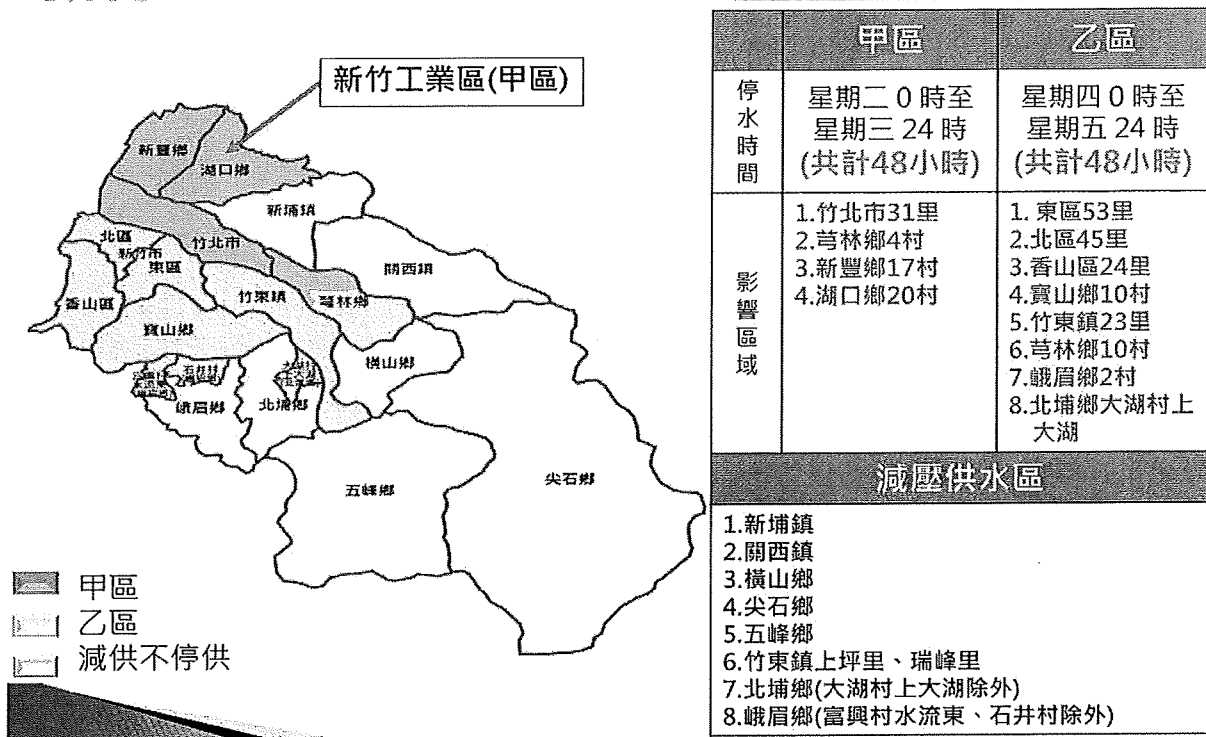 新竹工業區(甲區)
新豐鄉
湖口鄉
新埔鎮
竹北市
北區
新竹市
東區
關西鎮
香山區
竹東鎮
芎林鄉
寶山鄉
橫山鄉
石井村
峨眉鄉
北埔鄉
五峰鄉
尖石鄉
甲區
乙區
減供不停供
甲區 乙區
停水時間
星期二 0 時至
星期三 24 時
(共計48小時)
星期四 0 時至
星期五 24 時
(共計48小時)
影響區域
1.竹北市31里
2.芎林鄉4村
3.新豐鄉17村
4.湖口鄉20村
1. 東區53里
2.北區45里
3.香山區24里
4.寶山鄉10村
5.竹東鎮23里
6.芎林鄉10村
7.峨眉鄉2村
8.北埔鄉大湖村上
大湖
減壓供水區
1.新埔鎮
2.關西鎮
3.橫山鄉
4.尖石鄉
5.五峰鄉
6.竹東鎮上坪里、瑞峰里
7.北埔鄉(大湖村上大湖除外)
8.峨眉鄉(富興村水流東、石井村除外)